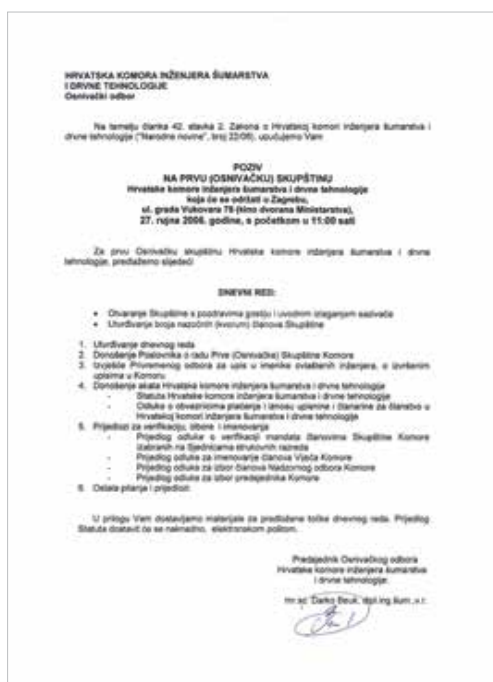 HRVATSKA KOMORA INŽENJERA ŠUMARSTVA
I DRVNE TEHNOLOGIJE
Osnivački odbor
Na temelju članka 42. stavka 2. Zakona o Hrvatskoj komori inženjera šumarstva i
drvne tehnologije ("Narodne novine", broj 22/06), upućujemo Vam
POZIV
NA PRVU (OSNIVAČKU) SKUPŠTINU
Hrvatske komore inženjera šumarstva i drvne tehnologije
koja će se održati u Zagrebu,
ul. grada Vukovara 78 (kino dvorana Ministarstva),
27. rujna 2006. godine, s početkom u 11:00 sati
Za prvu Osnivačku skupštinu Hrvatske komore inženjera šumarstva i drvne
tehnologije, predlažemo slijedeći
DNEVNI RED:
• Otvaranje Skupštine s pozdravima gostiju i uvodnim izlaganjem sazivača
• Utvrđivanje broja nazočnih (kvorum) članova Skupštine
1. Utvrđivanje dnevnog reda
2. Donošenje Poslovnika o radu Prve (Osnivačke) Skupštine Komore
3. Izvješće Privremenog odbora za upis u imenike ovlaštenih inženjera, o izvršenim
upisima u Komoru
4. Donošenje akata Hrvatske komore inženjera šumarstva i drvne tehnologije
- Statuta Hrvatske komore inženjera šumarstva i drvne tehnologije
- Odluke o obveznicima plaćanja i iznosu upisnine i članarine za članstvo u
Hrvatskoj komori inženjera šumarstva i drvne tehnologije
5. Prijedlozi za verifikaciju, izbore i imenovanja
- Prijedlog odluke o verifikaciji mandata članovima Skupštine Komore
izabranih na Sjednicama strukovnih razreda
- Prijedlog odluke za imenovanje članova Vijeća Komore
- Prijedlog odluke za izbor članova Nadzornog odbora Komore
- Prijedlog odluke za izbor predsjednika Komore
6. Ostala pitanja i prijedlozi.
U prilogu Vam dostavljamo materijale za predložene točke dnevnog reda. Prijedlog
Statuta dostavit će se naknadno, elektronskom poštom.
Predsjednik Osnivačkog odbora
Hrvatske komore inženjera šumarstva
i drvne tehnologije:
mr.sc. Darko Beuk, dipl.ing.šum.,v.r.